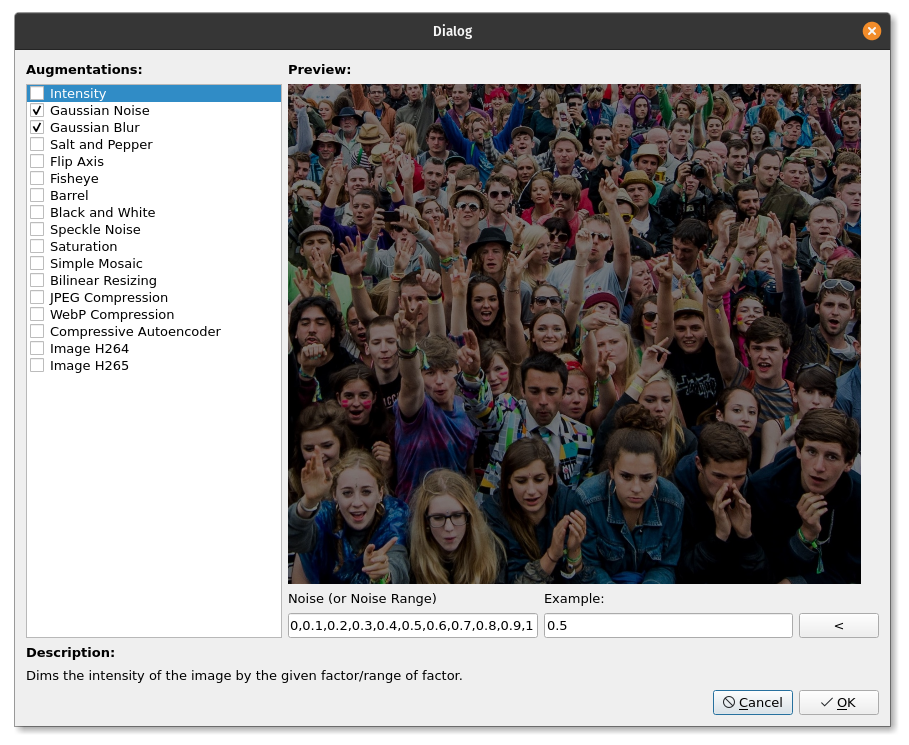 Dialog
Augmentations:
Preview:
Intensity
Gaussian Noise
Gaussian Blur
Salt and Pepper
Flip Axis
Fisheye
Barrel
Black and White
Speckle Noise
Saturation
Simple Mosaic
Bilinear Resizing
JPEG Compression
WebP Compression
Compressive Autoencoder
Image H264
Image H265
Noise (or Noise Range)
Example:
0,0.1,0.2,0.3,0.4,0.5,0.6,0.7,0.8,0.9,1
0.5
<
Description:
Dims the intensity of the image by the given factor/range of factor.
Cancel
OK